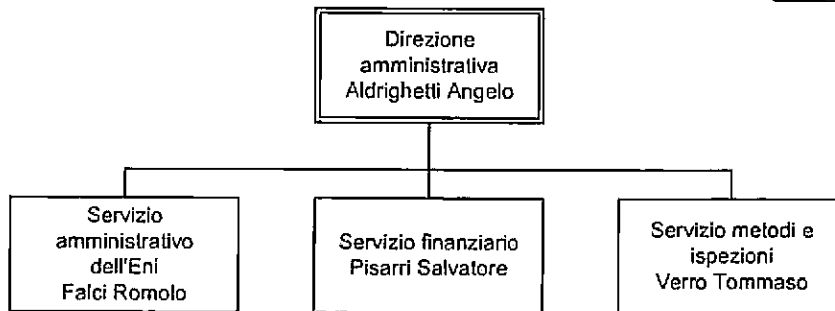 Direzione
amministrativa
Aldrighetti Angelo
Servizio
amministrativo
dell'Eni
Falci Romolo
Servizio finanziario
Pisarri Salvatore
Servizio metodi e
ispezioni
Verro Tommaso